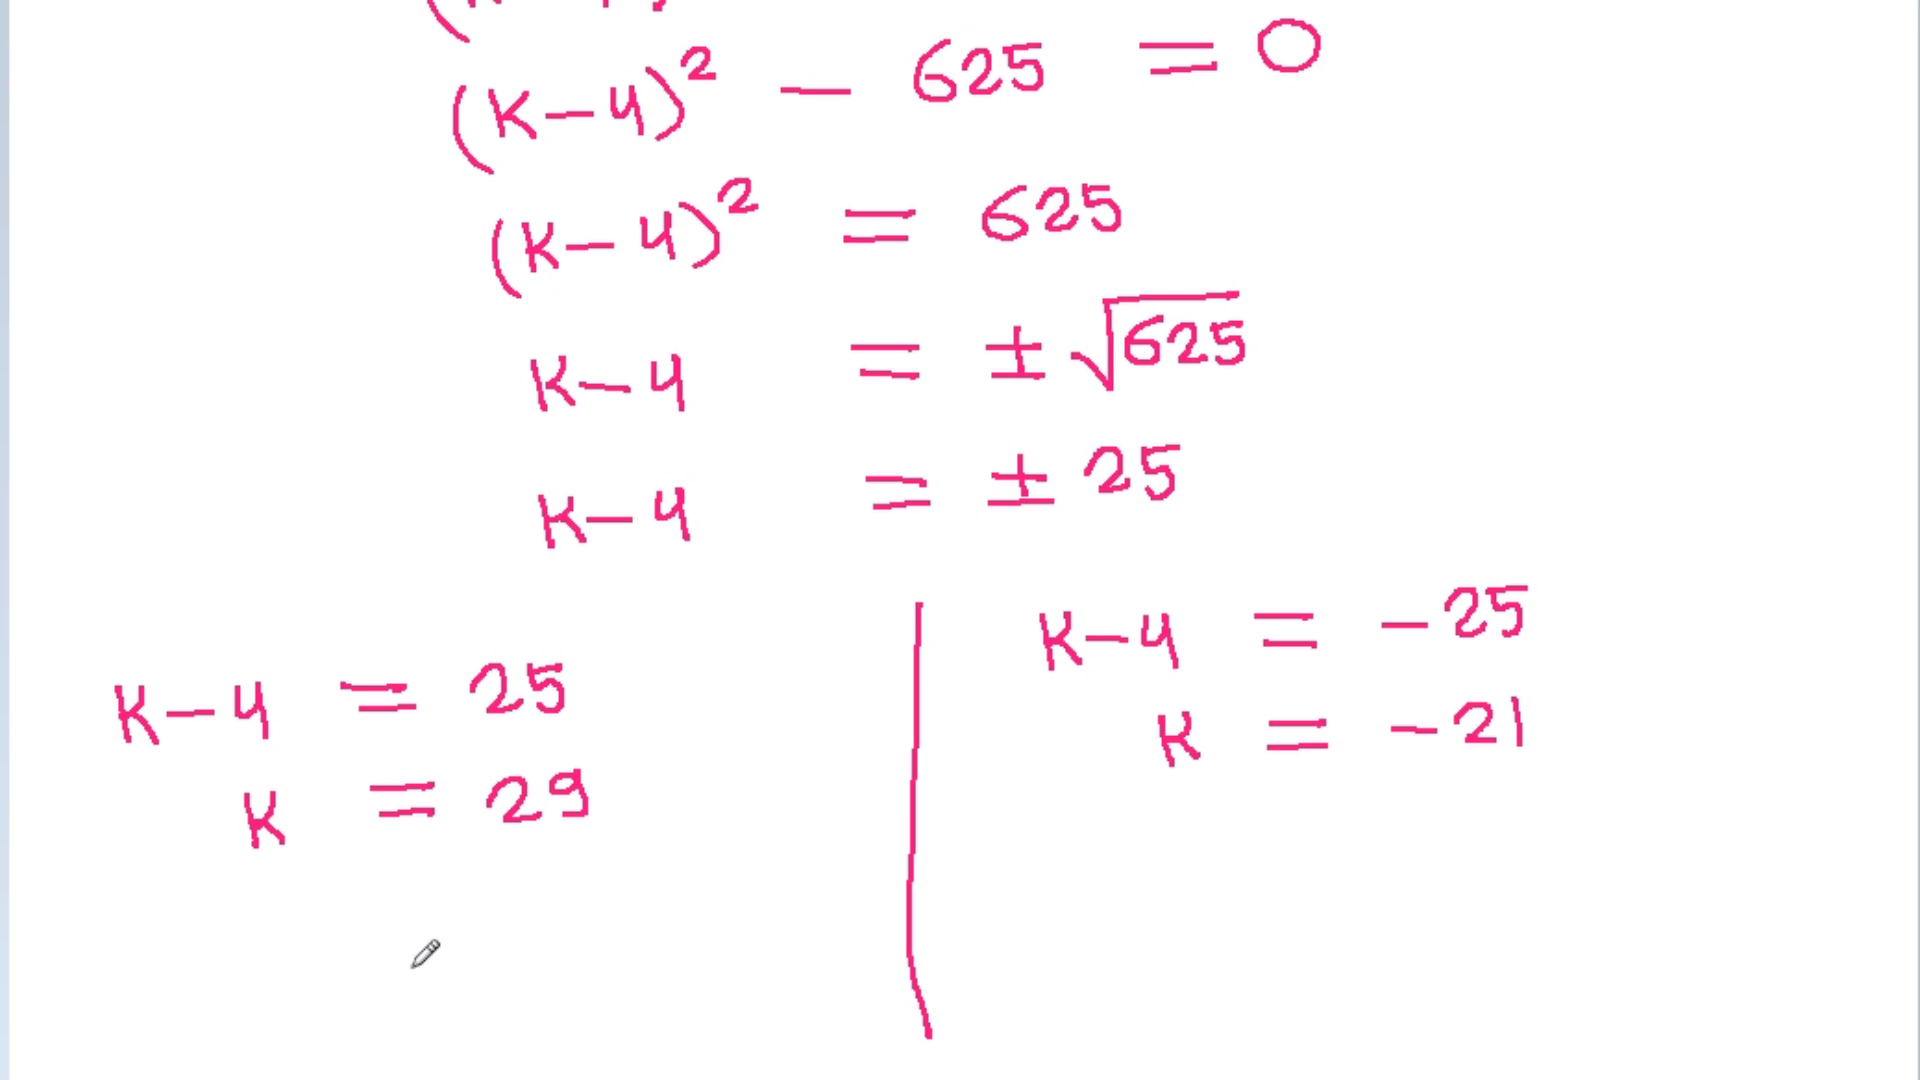 (K-4)² - 625 = 0
(K-4)² = 625
K-4 = ± √625
K-4 = ± 25
K-4 = 25
K = 29
K-4 = -25
K = -21